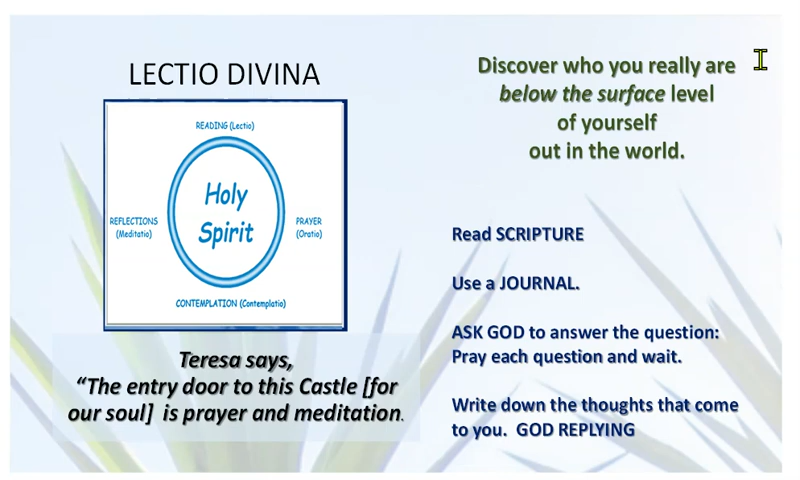 LECTIO DIVINA
READING (Lectio)
Holy
Spirit
REFLECTIONS
(Meditatio)
PRAYER
(Oratio)
CONTEMPLATION (Contemplatio)
Teresa says,
“The entry door to this Castle [for
our soul]  is prayer and meditation.
Discover who you really are
below the surface level
of yourself
out in the world.
Read SCRIPTURE
Use a JOURNAL.
ASK GOD to answer the question:
Pray each question and wait.
Write down the thoughts that come
to you.  GOD REPLYING